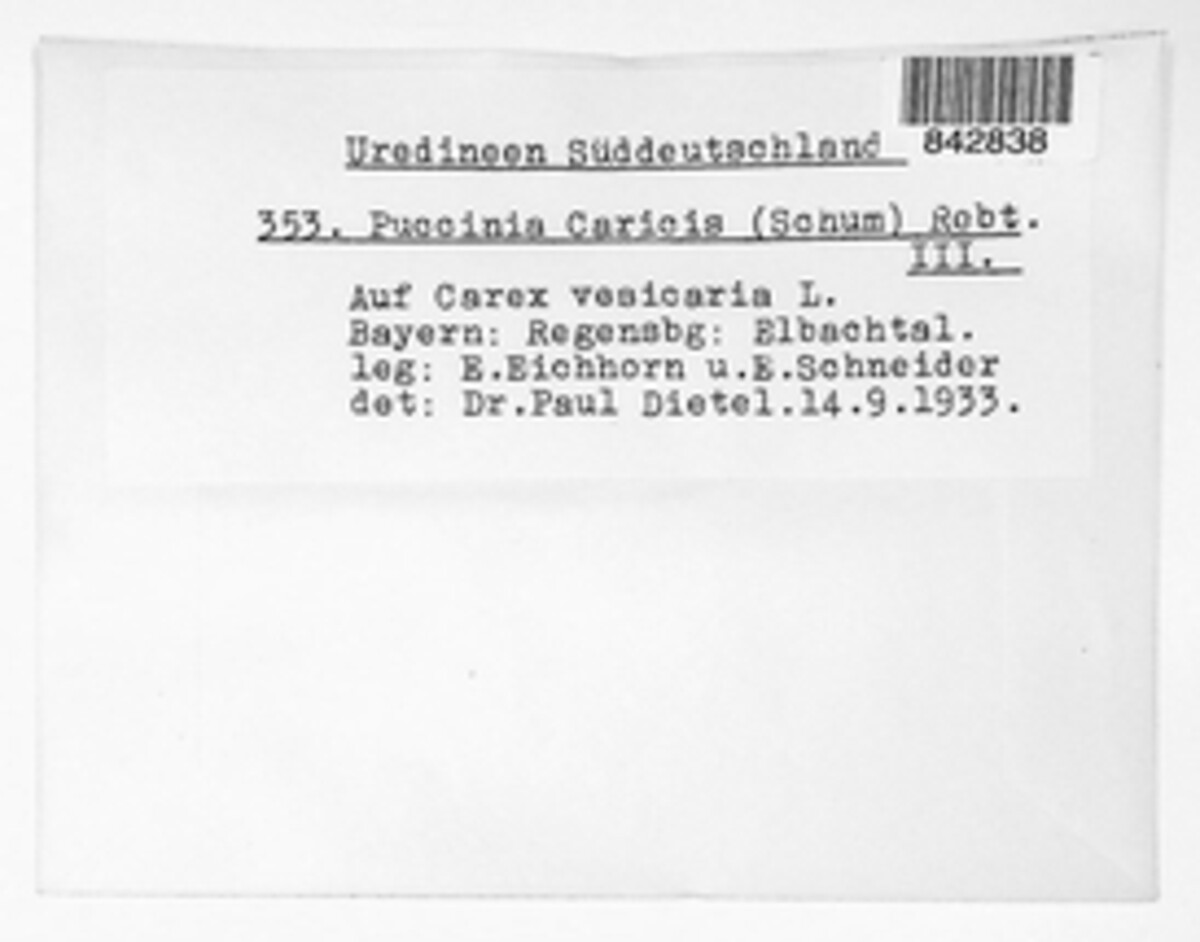 Uredineen Süddeutschland
842838
353. Puccinia Caricis (Schum) Rebt.
III.
Auf Carex vesicaria L.
Bayern: Regensbg: Elbachtal.
leg: E.Eichhorn u.E.Schneider
det: Dr.Paul Dietel.14.9.1933.